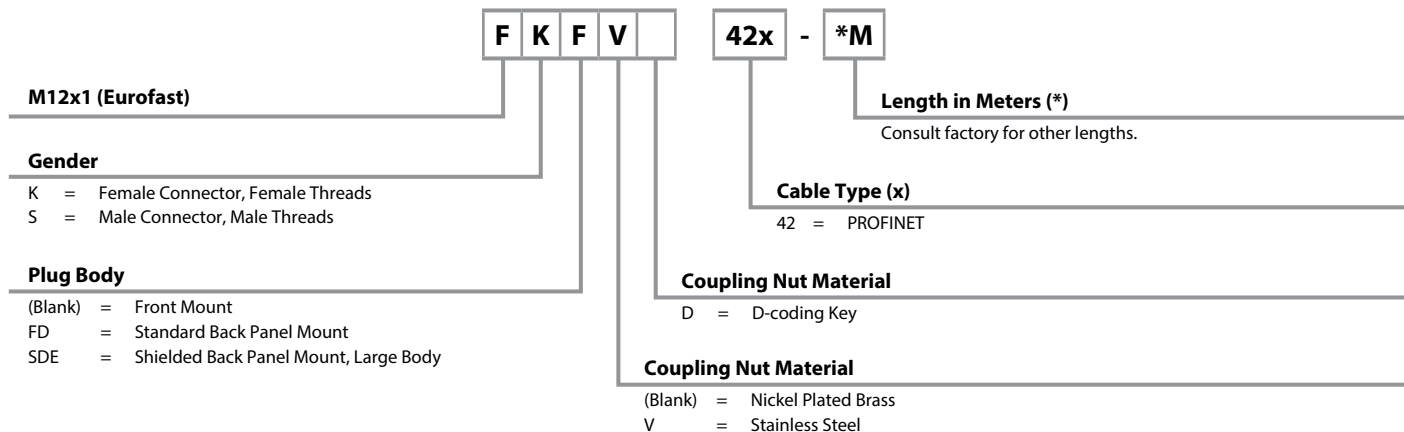 F K F V 42x - *M
M12x1 (Eurofast)
Length in Meters (*)
Consult factory for other lengths.
Gender
K = Female Connector, Female Threads
S = Male Connector, Male Threads
Cable Type (x)
42 = PROFINET
Plug Body
(Blank) = Front Mount
FD = Standard Back Panel Mount
SDE = Shielded Back Panel Mount, Large Body
Coupling Nut Material
D = D-coding Key
Coupling Nut Material
(Blank) = Nickel Plated Brass
V = Stainless Steel